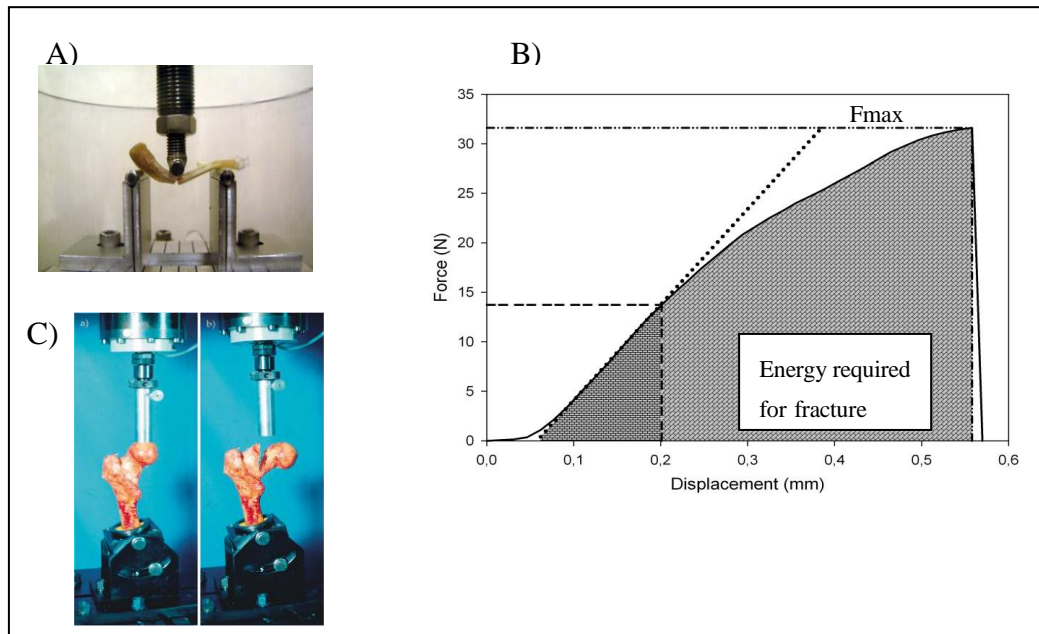 A)
B)
35
30
25
20
15
10
5
0
Force (N)
Fmax
Energy required
for fracture
0,0 0,1 0,2 0,3 0,4 0,5 0,6
Displacement (mm)
C)
a)
b)